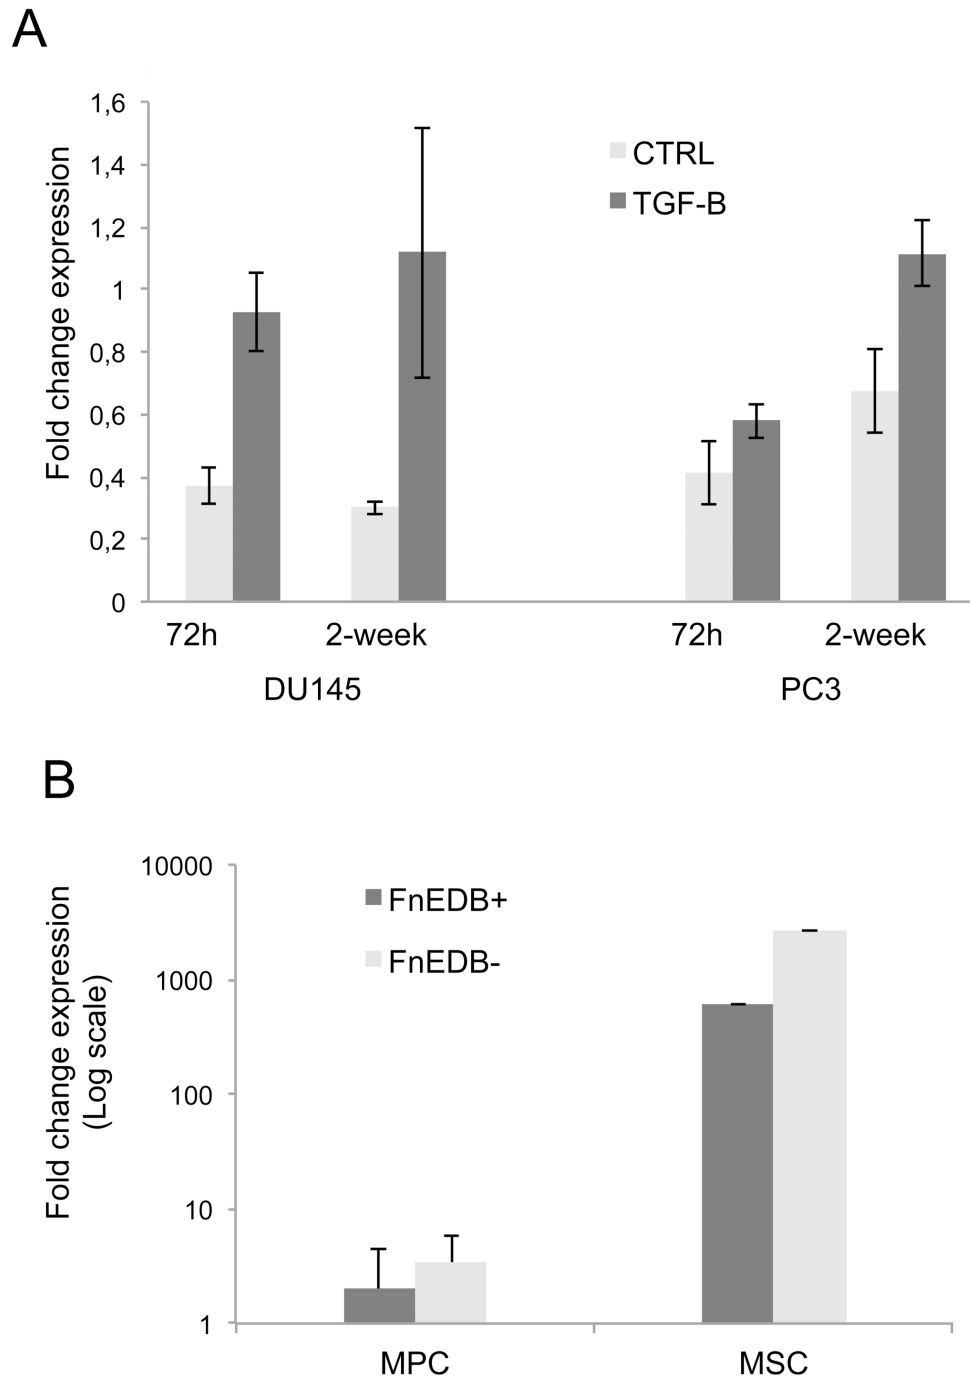 A
Fold change expression
1,6
1,4
1,2
1
0,8
0,6
0,4
0,2
0
CTRL
TGF-B
72h
2-week
72h
2-week
DU145
PC3
B
Fold change expression
(Log scale)
10000
1000
100
10
1
FnEDB+
FnEDB-
MPC
MSC